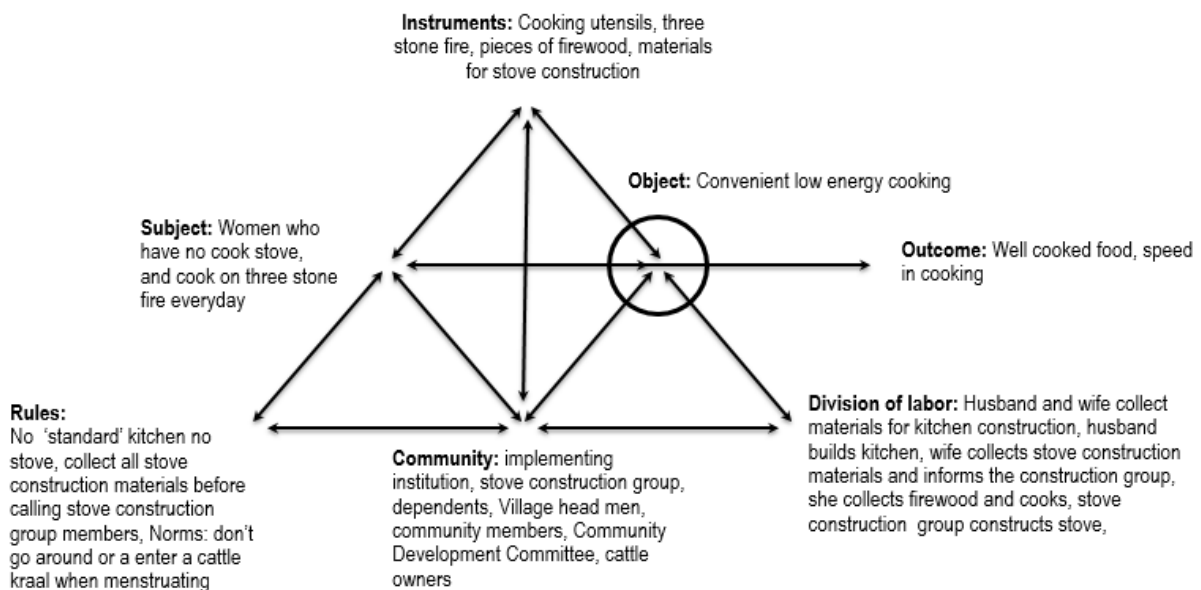 Instruments: Cooking utensils, three
stone fire, pieces of firewood, materials
for stove construction
Object: Convenient low energy cooking
Subject: Women who
have no cook stove,
and cook on three stone
fire everyday
Outcome: Well cooked food, speed
in cooking
Rules:
No ‘standard’ kitchen no
stove, collect all stove
construction materials before
calling stove construction
group members, Norms: don’t
go around or a enter a cattle
kraal when menstruating
Community: implementing
institution, stove construction group,
dependents, Village head men,
community members, Community
Development Committee, cattle
owners
Division of labor: Husband and wife collect
materials for kitchen construction, husband
builds kitchen, wife collects stove construction
materials and informs the construction group,
she collects firewood and cooks, stove
construction group constructs stove,